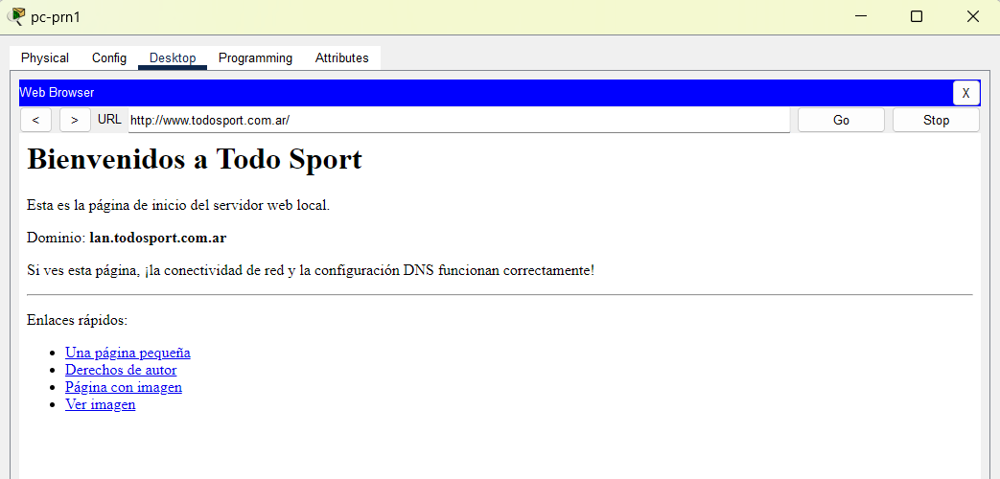 pc-prn1
Physical Config Desktop Programming Attributes
Web Browser X
< > URL http://www.todosport.com.ar/ Go Stop
Bienvenidos a Todo Sport
Esta es la página de inicio del servidor web local.
Dominio: lan.todosport.com.ar
Si ves esta página, ¡la conectividad de red y la configuración DNS funcionan correctamente!
Enlaces rápidos:
Una página pequeña
Derechos de autor
Página con imagen
Ver imagen